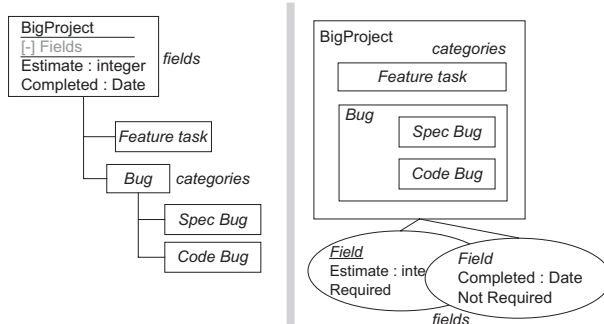 BigProject
[-] Fields
Estimate : integer
Completed : Date
fields
Feature task
Bug
categories
Spec Bug
Code Bug
BigProject
categories
Feature task
Bug
Spec Bug
Code Bug
Field
Estimate : inte
Required
Field
Completed : Date
Not Required
fields